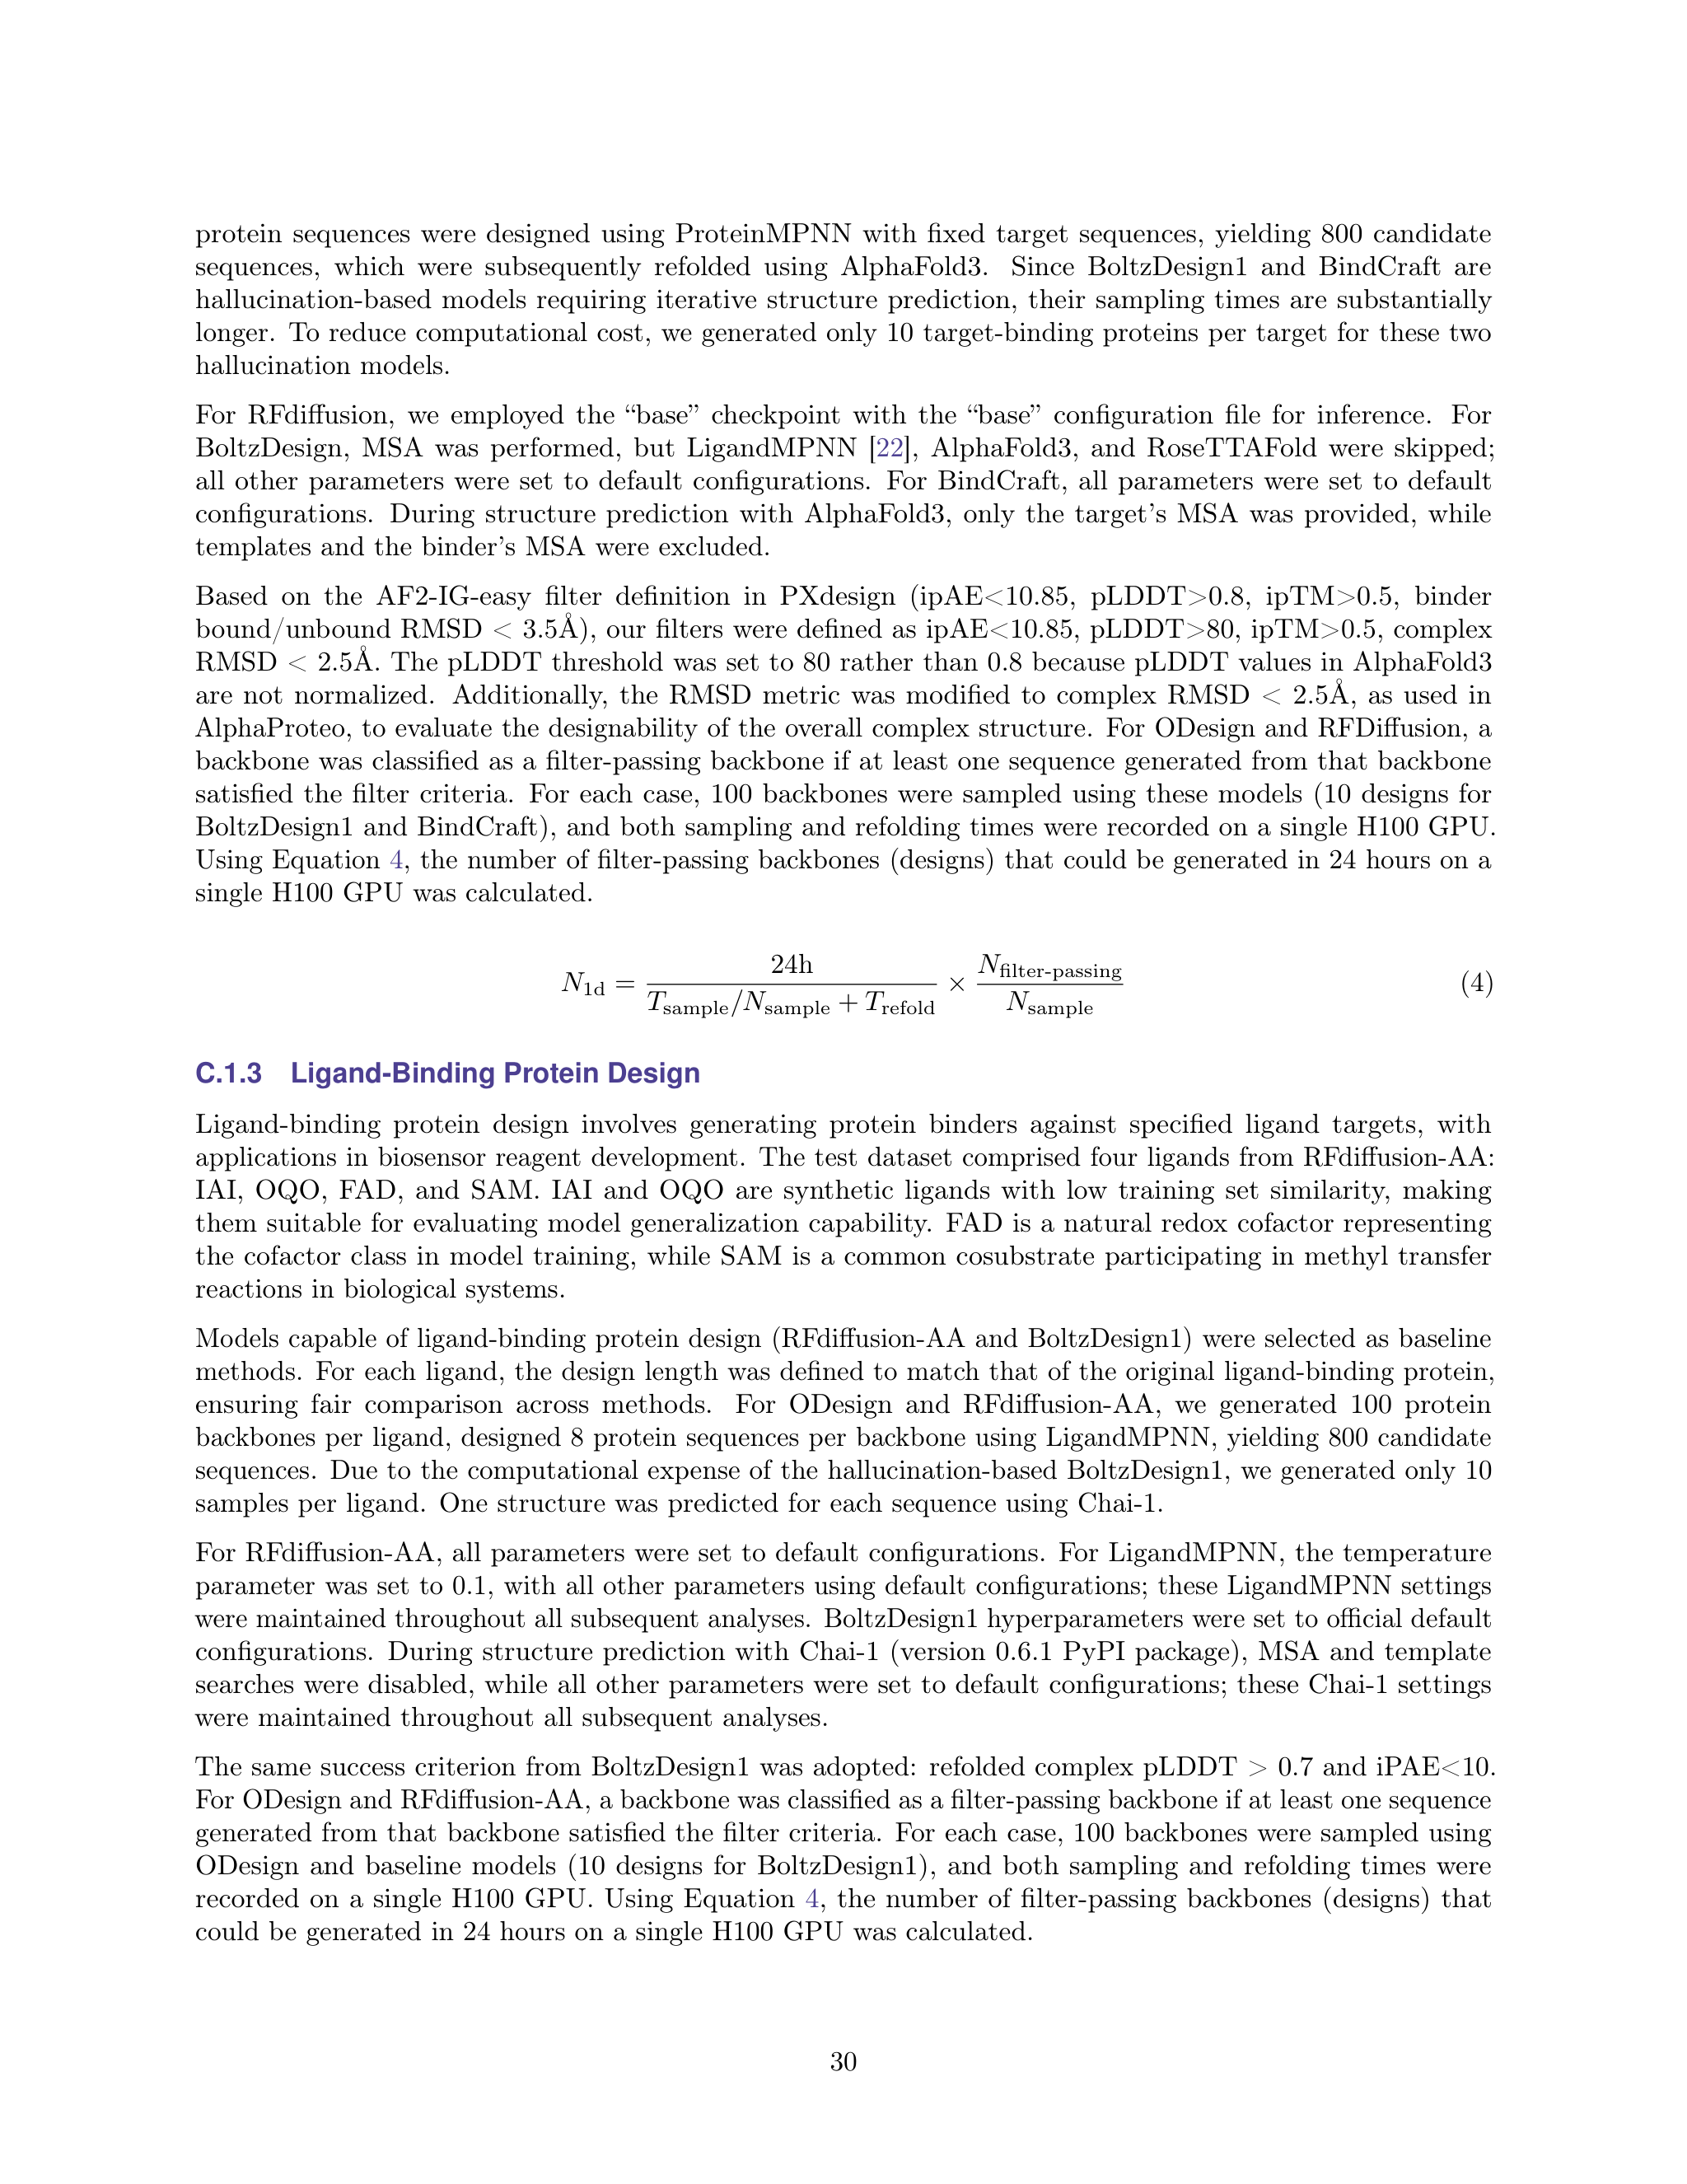 protein sequences were designed using ProteinMPNN with fixed target sequences, yielding 800 candidate
sequences, which were subsequently refolded using AlphaFold3. Since BoltzDesign1 and BindCraft are
hallucination-based models requiring iterative structure prediction, their sampling times are substantially
longer. To reduce computational cost, we generated only 10 target-binding proteins per target for these two
hallucination models.
For RFdiffusion, we employed the “base” checkpoint with the “base” configuration file for inference. For
BoltzDesign, MSA was performed, but LigandMPNN [22], AlphaFold3, and RoseTTAFold were skipped;
all other parameters were set to default configurations. For BindCraft, all parameters were set to default
configurations. During structure prediction with AlphaFold3, only the target’s MSA was provided, while
templates and the binder’s MSA were excluded.
Based on the AF2-IG-easy filter definition in PXdesign (ipAE<10.85, pLDDT>0.8, ipTM>0.5, binder
bound/unbound RMSD < 3.5Å), our filters were defined as ipAE<10.85, pLDDT>80, ipTM>0.5, complex
RMSD < 2.5Å. The pLDDT threshold was set to 80 rather than 0.8 because pLDDT values in AlphaFold3
are not normalized. Additionally, the RMSD metric was modified to complex RMSD < 2.5Å, as used in
AlphaProteo, to evaluate the designability of the overall complex structure. For ODesign and RFDiffusion, a
backbone was classified as a filter-passing backbone if at least one sequence generated from that backbone
satisfied the filter criteria. For each case, 100 backbones were sampled using these models (10 designs for
BoltzDesign1 and BindCraft), and both sampling and refolding times were recorded on a single H100 GPU.
Using Equation 4, the number of filter-passing backbones (designs) that could be generated in 24 hours on a
single H100 GPU was calculated.
N_{1d} = \frac{24h}{T_{sample}/N_{sample} + T_{refold}} × \frac{N_{filter-passing}}{N_{sample}} (4)
C.1.3 Ligand-Binding Protein Design
Ligand-binding protein design involves generating protein binders against specified ligand targets, with
applications in biosensor reagent development. The test dataset comprised four ligands from RFdiffusion-AA:
IAI, OQO, FAD, and SAM. IAI and OQO are synthetic ligands with low training set similarity, making
them suitable for evaluating model generalization capability. FAD is a natural redox cofactor representing
the cofactor class in model training, while SAM is a common cosubstrate participating in methyl transfer
reactions in biological systems.
Models capable of ligand-binding protein design (RFdiffusion-AA and BoltzDesign1) were selected as baseline
methods. For each ligand, the design length was defined to match that of the original ligand-binding protein,
ensuring fair comparison across methods. For ODesign and RFdiffusion-AA, we generated 100 protein
backbones per ligand, designed 8 protein sequences per backbone using LigandMPNN, yielding 800 candidate
sequences. Due to the computational expense of the hallucination-based BoltzDesign1, we generated only 10
samples per ligand. One structure was predicted for each sequence using Chai-1.
For RFdiffusion-AA, all parameters were set to default configurations. For LigandMPNN, the temperature
parameter was set to 0.1, with all other parameters using default configurations; these LigandMPNN settings
were maintained throughout all subsequent analyses. BoltzDesign1 hyperparameters were set to official default
configurations. During structure prediction with Chai-1 (version 0.6.1 PyPI package), MSA and template
searches were disabled, while all other parameters were set to default configurations; these Chai-1 settings
were maintained throughout all subsequent analyses.
The same success criterion from BoltzDesign1 was adopted: refolded complex pLDDT > 0.7 and iPAE<10.
For ODesign and RFdiffusion-AA, a backbone was classified as a filter-passing backbone if at least one sequence
generated from that backbone satisfied the filter criteria. For each case, 100 backbones were sampled using
ODesign and baseline models (10 designs for BoltzDesign1), and both sampling and refolding times were
recorded on a single H100 GPU. Using Equation 4, the number of filter-passing backbones (designs) that
could be generated in 24 hours on a single H100 GPU was calculated.
30